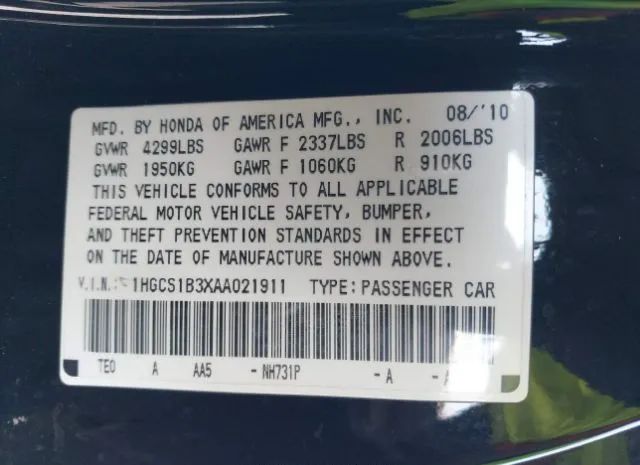 MFD. BY HONDA OF AMERICA MFG., INC. 08/'10
GVWR 4299LBS GAWR F 2337LBS R 2006LBS
GVWR 1950KG GAWR F 1060KG R 910KG
THIS VEHICLE CONFORMS TO ALL APPLICABLE
FEDERAL MOTOR VEHICLE SAFETY, BUMPER,
AND THEFT PREVENTION STANDARDS IN EFFECT
ON THE DATE OF MANUFACTURE SHOWN ABOVE.
V.I.N.: 1HGCS1B3XAA021911 TYPE:PASSENGER CAR
TEO A AA5 - NH731P - A - A